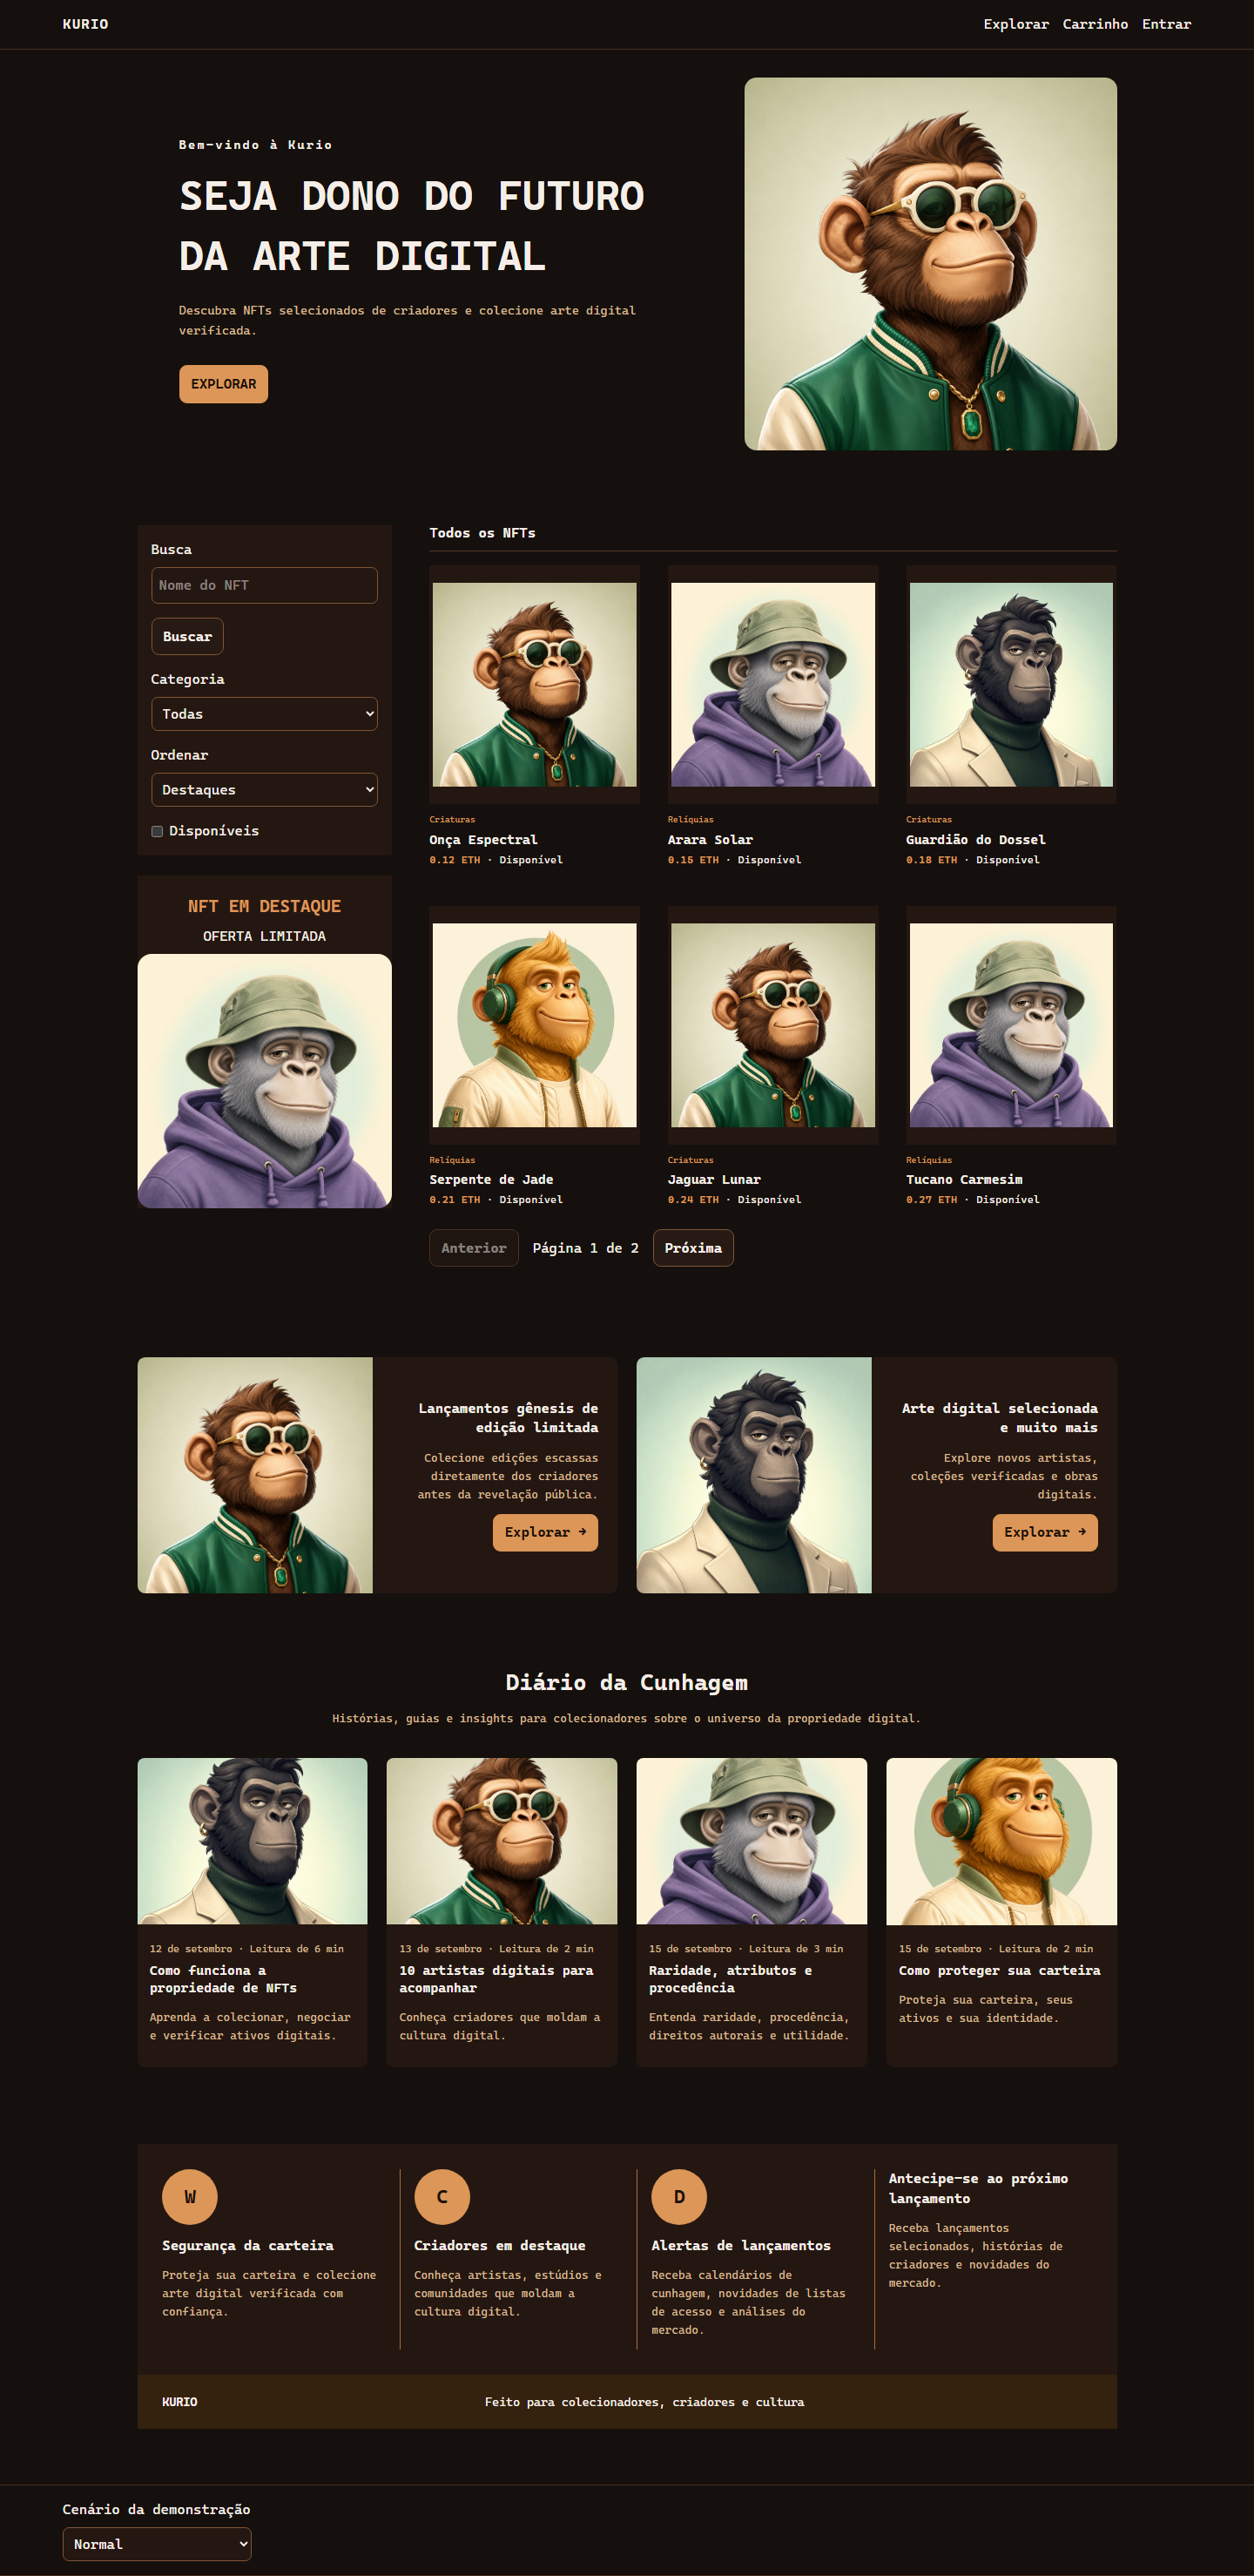 KURIO
Explorar Carrinho Entrar
Bem-vindo à Kurio
SEJA DONO DO FUTURO
DA ARTE DIGITAL
Descubra NFTs selecionados de criadores e colecione arte digital
verificada.
EXPLORAR
Busca
Nome do NFT
Buscar
Categoria
Todas
Ordenar
Destaques
Disponíveis
NFT EM DESTAQUE
OFERTA LIMITADA
Todos os NFTs
Criaturas
Onça Espectral
0.12 ETH · Disponível
Relíquias
Arara Solar
0.15 ETH · Disponível
Criaturas
Guardião do Dossel
0.18 ETH · Disponível
Relíquias
Serpente de Jade
0.21 ETH · Disponível
Criaturas
Jaguar Lunar
0.24 ETH · Disponível
Relíquias
Tucano Carmesim
0.27 ETH · Disponível
Anterior Página 1 de 2 Próxima
Lançamentos gênesis de
edição limitada
Colecione edições escassas
diretamente dos criadores
antes da revelação pública.
Explorar →
Arte digital selecionada
e muito mais
Explore novos artistas,
coleções verificadas e obras
digitais.
Explorar →
Diário da Cunhagem
Histórias, guias e insights para colecionadores sobre o universo da propriedade digital.
12 de setembro · Leitura de 6 min
Como funciona a
propriedade de NFTs
Aprenda a colecionar, negociar
e verificar ativos digitais.
13 de setembro · Leitura de 2 min
10 artistas digitais para
acompanhar
Conheça criadores que moldam a
cultura digital.
15 de setembro · Leitura de 3 min
Raridade, atributos e
procedência
Entenda raridade, procedência,
direitos autorais e utilidade.
15 de setembro · Leitura de 2 min
Como proteger sua carteira
Proteja sua carteira, seus
ativos e sua identidade.
W
Segurança da carteira
Proteja sua carteira e colecione
arte digital verificada com
confiança.
C
Criadores em destaque
Conheça artistas, estúdios e
comunidades que moldam a
cultura digital.
D
Alertas de lançamentos
Receba calendários de
cunhagem, novidades de listas
de acesso e análises do
mercado.
Antecipe-se ao próximo
lançamento
Receba lançamentos
selecionados, histórias de
criadores e novidades do
mercado.
KURIO
Feito para colecionadores, criadores e cultura
Cenário da demonstração
Normal